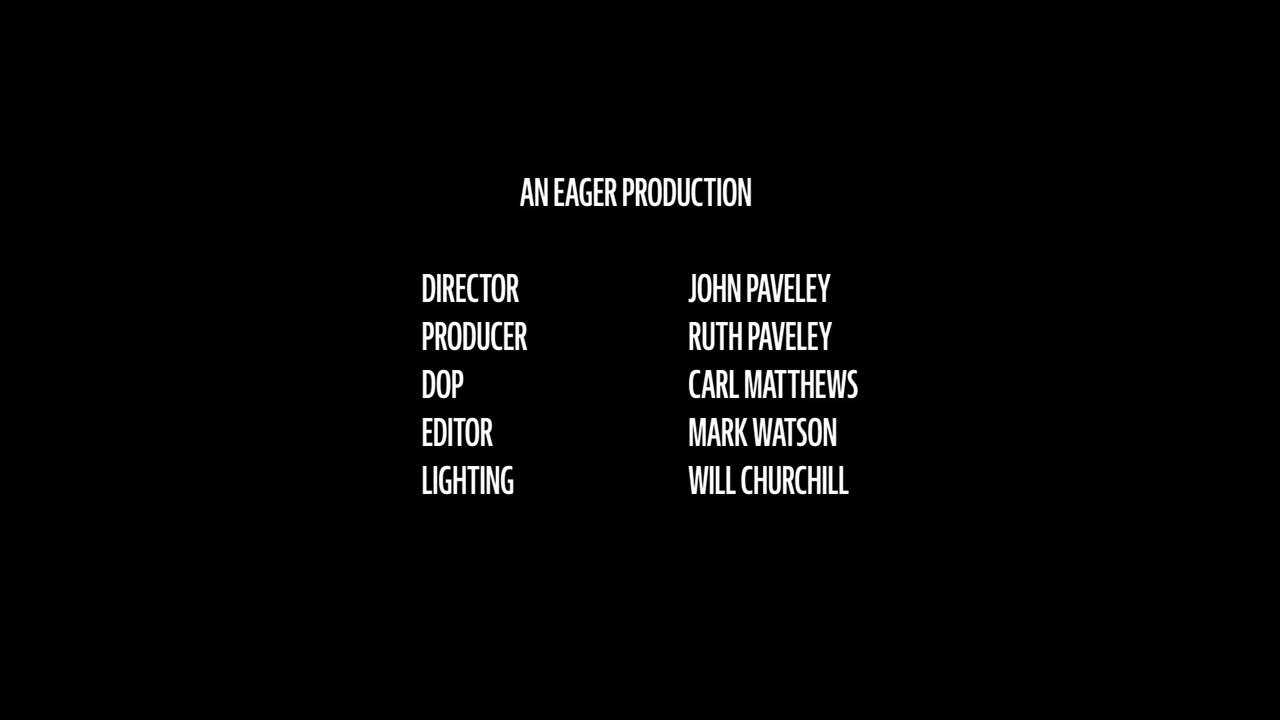 AN EAGER PRODUCTION
DIRECTOR JOHN PAVELEY
PRODUCER RUTH PAVELEY
DOP CARL MATTHEWS
EDITOR MARK WATSON
LIGHTING WILL CHURCHILL